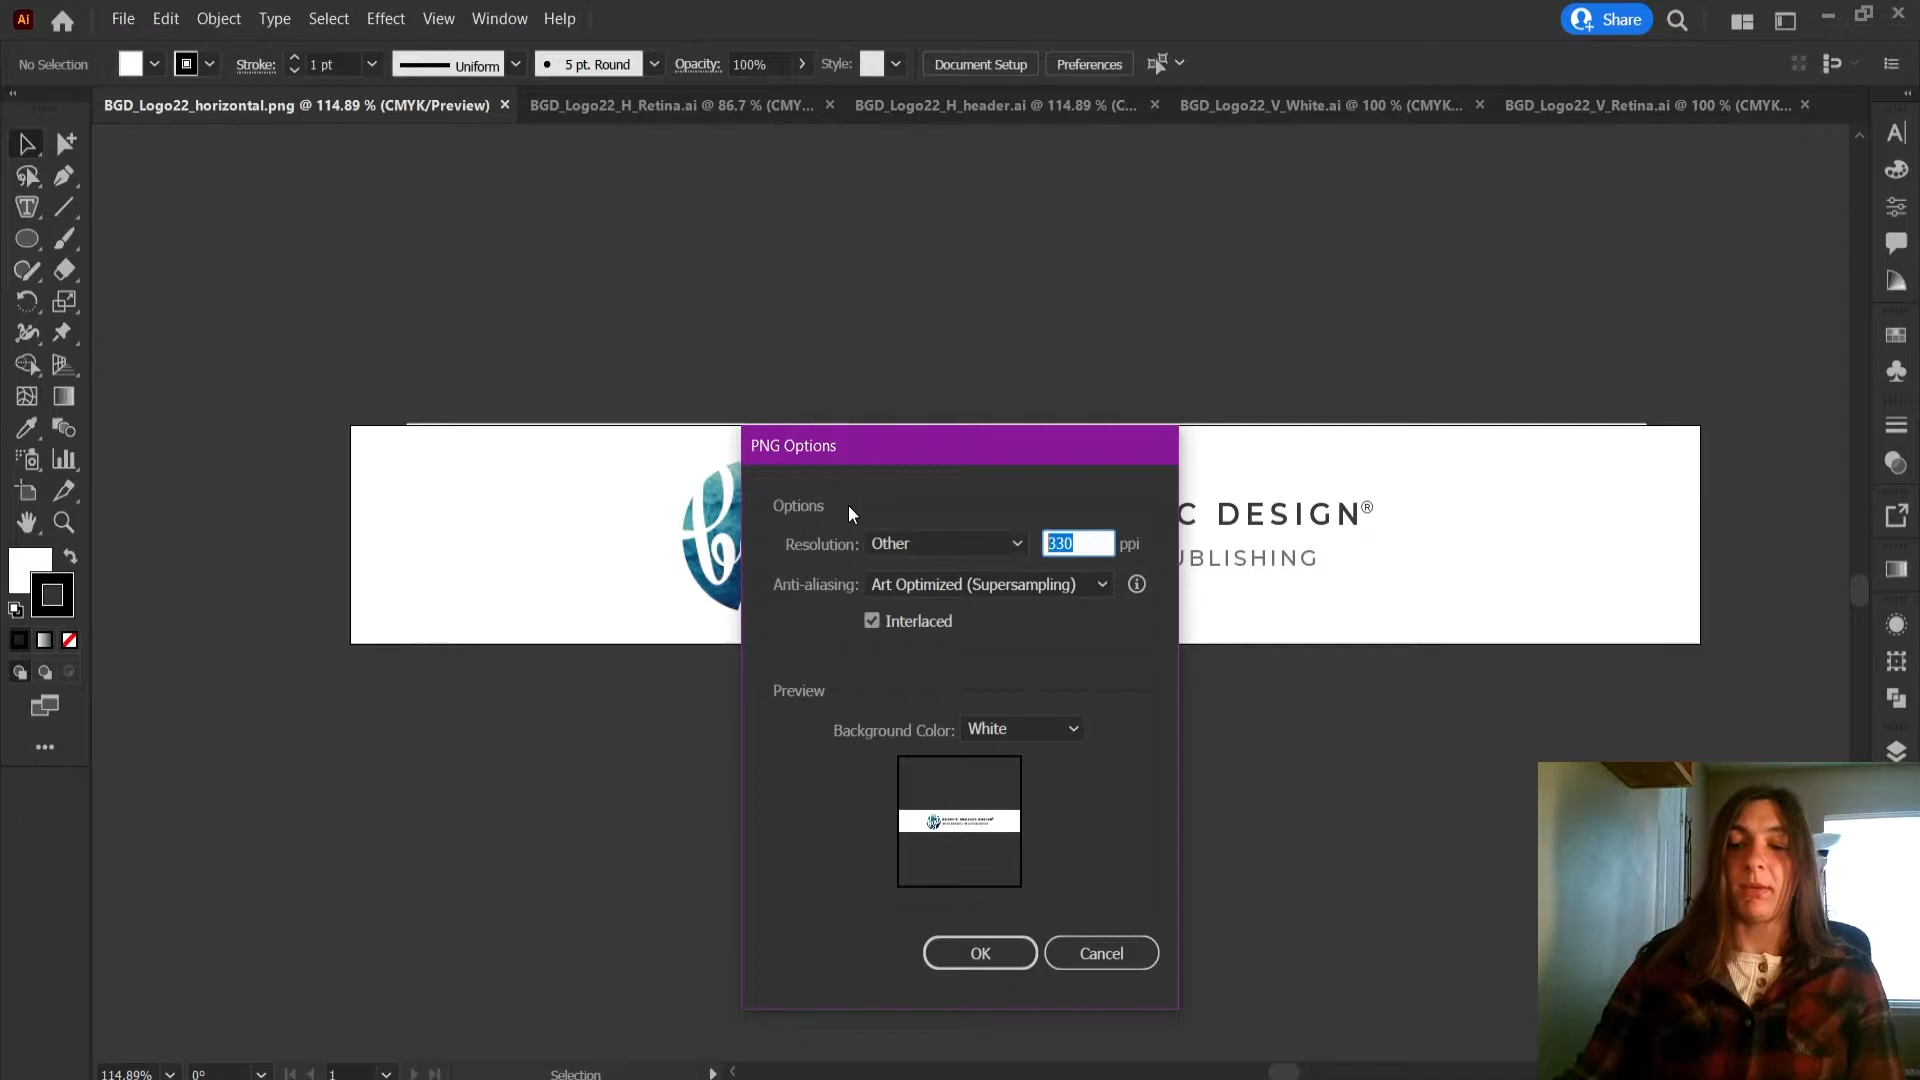 Ai File Edit Object Type Select Effect View Window Help Share
No Selection Stroke: 1 pt Uniform 5 pt. Round Opacity: 100% Style: Document Setup Preferences
BGD_Logo22_horizontal.png @ 114.89 % (CMYK/Preview) BGD_Logo22_H_Retina.ai @ 86.7 % (CMY... BGD_Logo22_H_header.ai @ 114.89 % (C... BGD_Logo22_V_White.ai @ 100 % (CMYK... BGD_Logo22_V_Retina.ai @ 100 % (CMYK...
PNG Options
Options
Resolution: Other 330 ppi
Anti-aliasing: Art Optimized (Supersampling)
Interlaced
C DESIGN®
UBLISHING
Preview
Background Color: White
OK Cancel
114.89% 0° 1 Selection